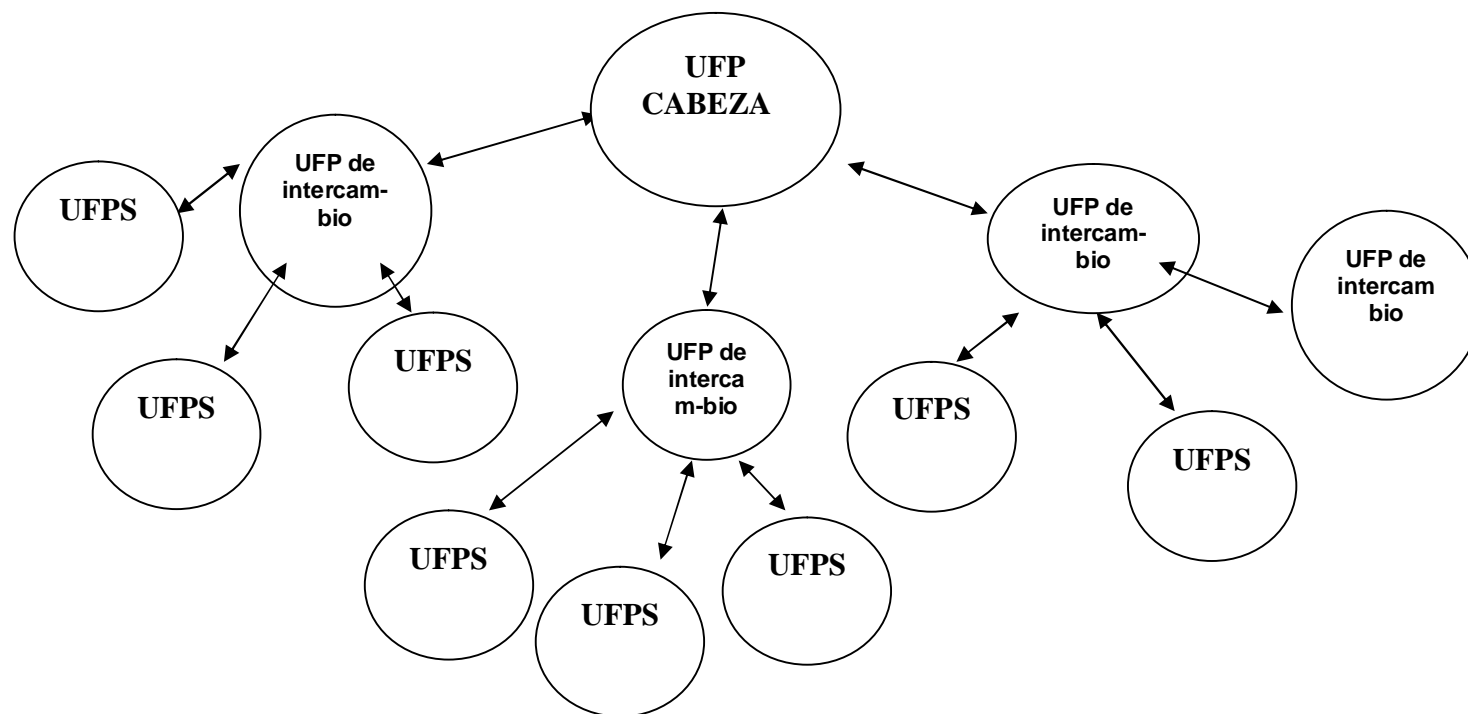 UFP
CABEZA
UFP de
intercam-
bio
UFPS
UFPS
UFPS
UFP de
interca
m-bio
UFPS
UFPS
UFPS
UFP de
intercam-
bio
UFP de
intercam
bio
UFPS
UFPS